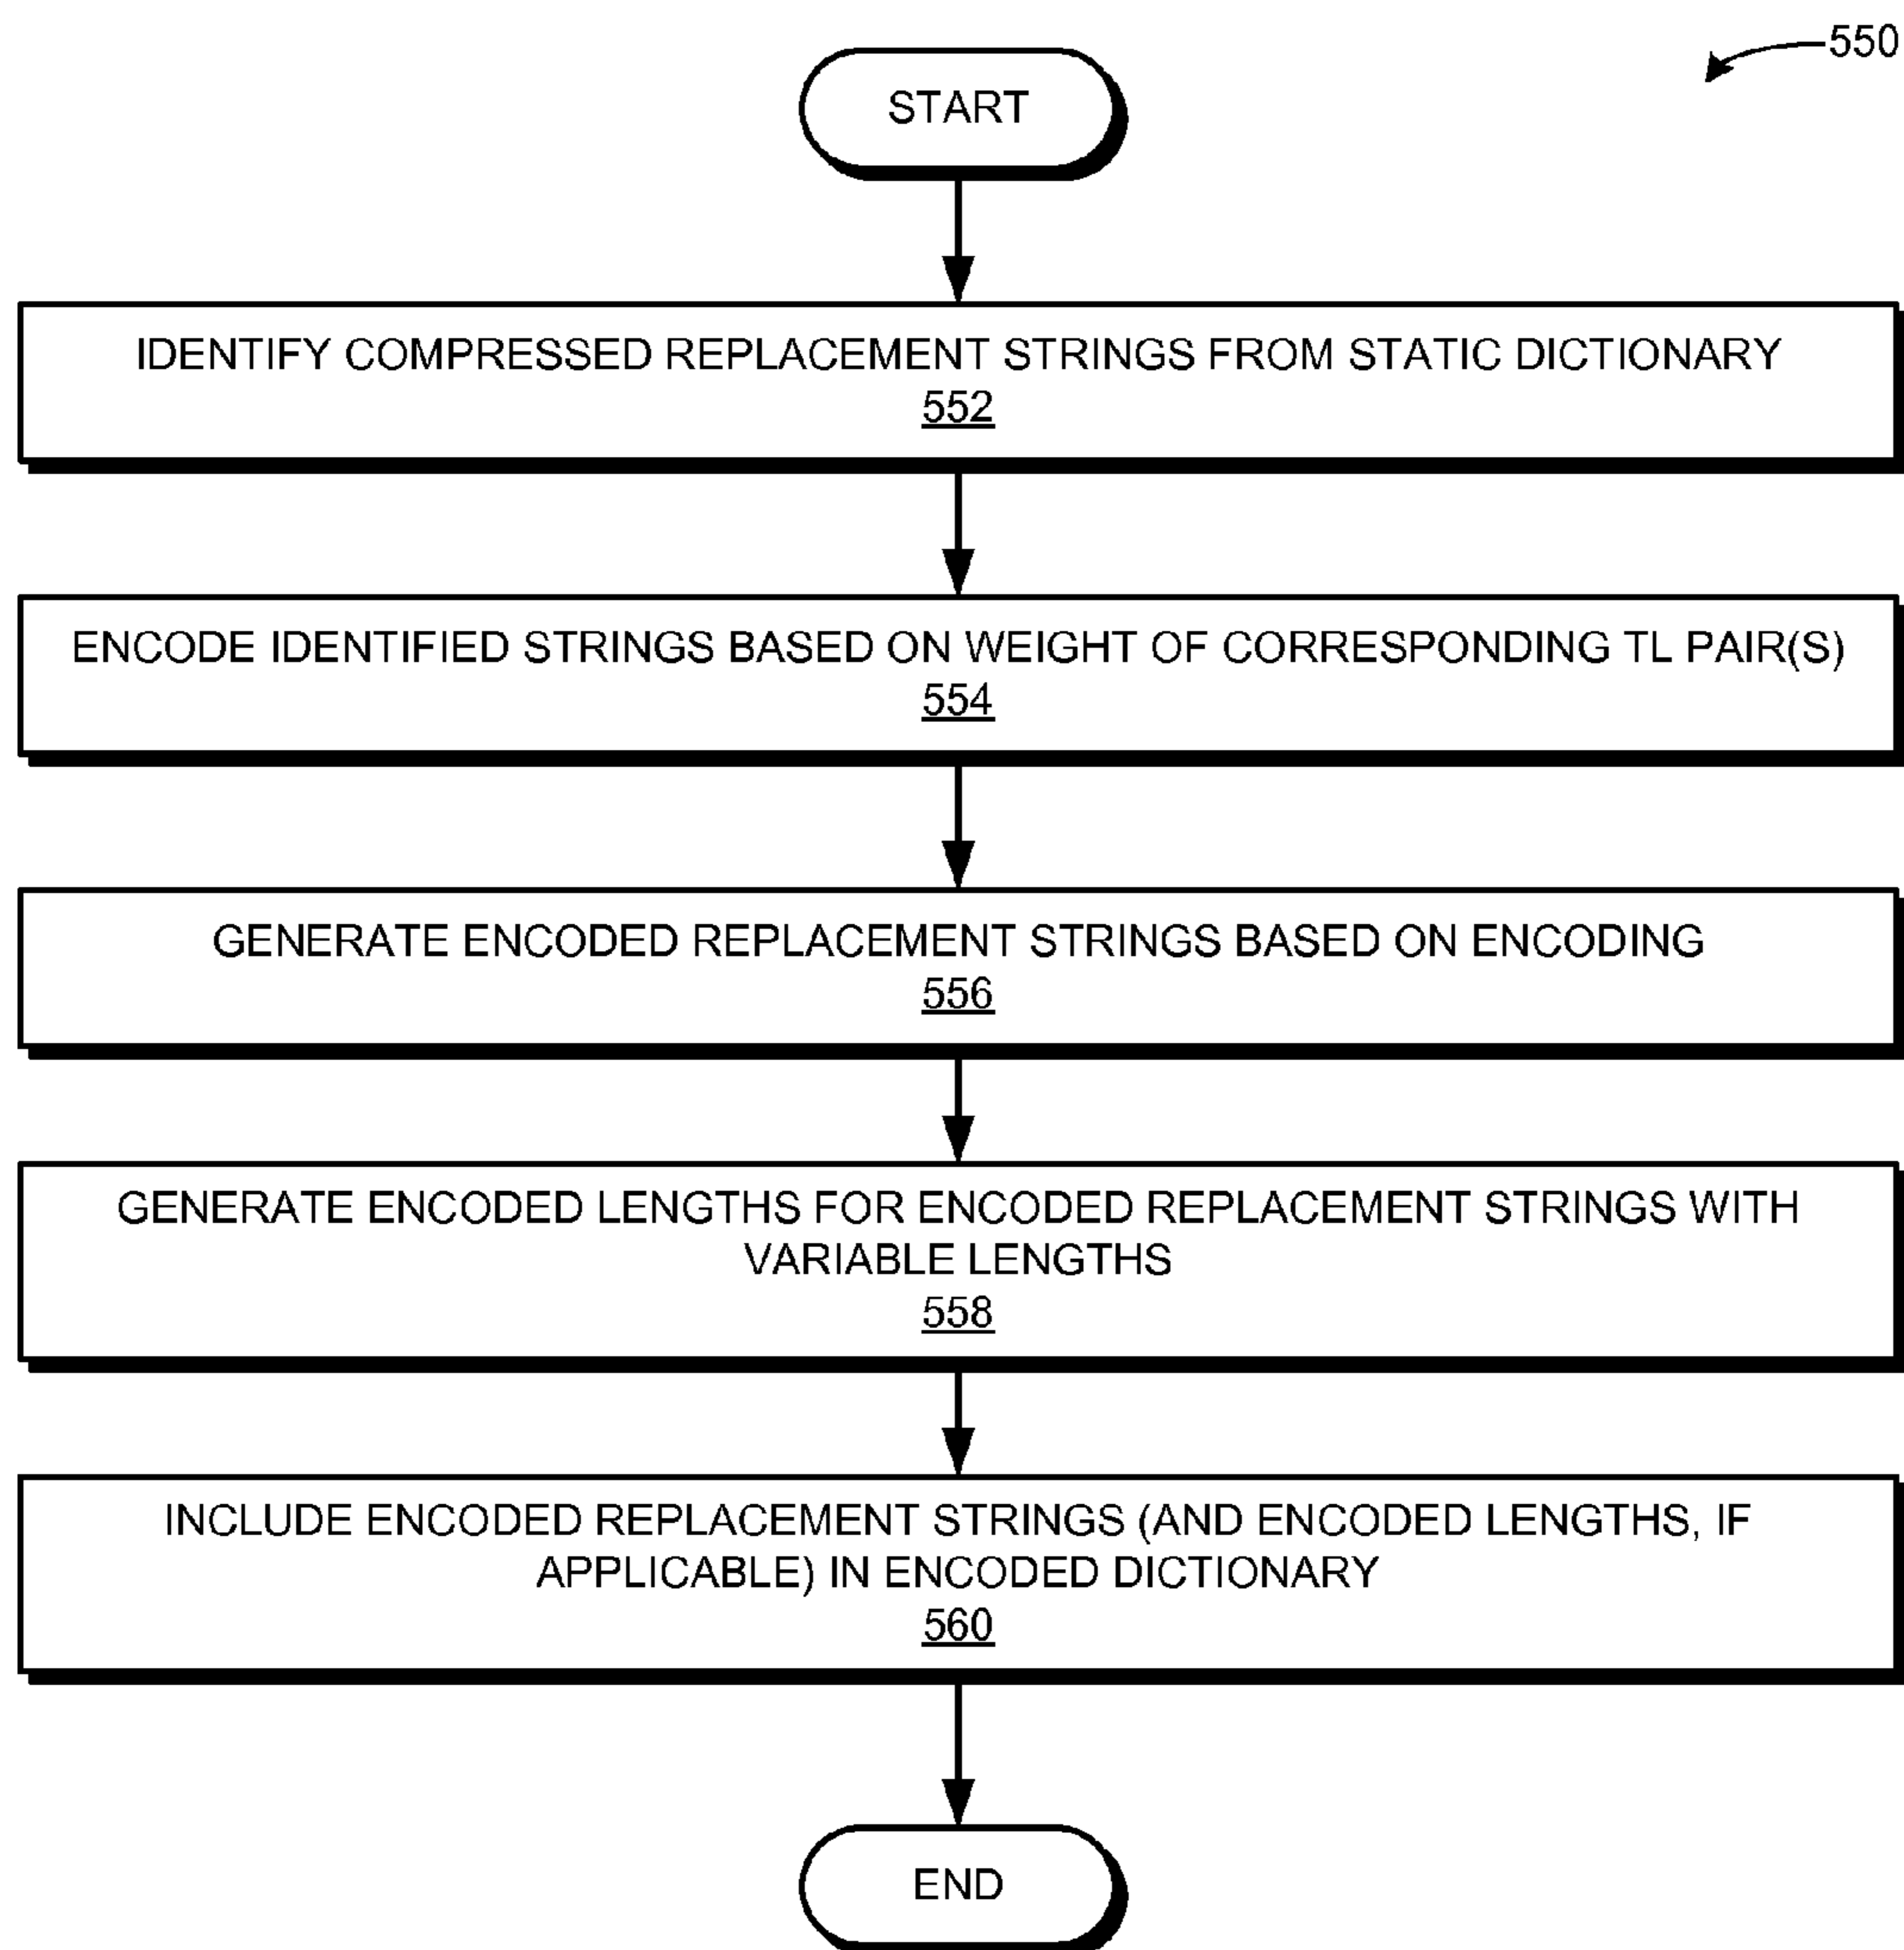 550
START
IDENTIFY COMPRESSED REPLACEMENT STRINGS FROM STATIC DICTIONARY
552
ENCODE IDENTIFIED STRINGS BASED ON WEIGHT OF CORRESPONDING TL PAIR(S)
554
GENERATE ENCODED REPLACEMENT STRINGS BASED ON ENCODING
556
GENERATE ENCODED LENGTHS FOR ENCODED REPLACEMENT STRINGS WITH
VARIABLE LENGTHS
558
INCLUDE ENCODED REPLACEMENT STRINGS (AND ENCODED LENGTHS, IF
APPLICABLE) IN ENCODED DICTIONARY
560
END